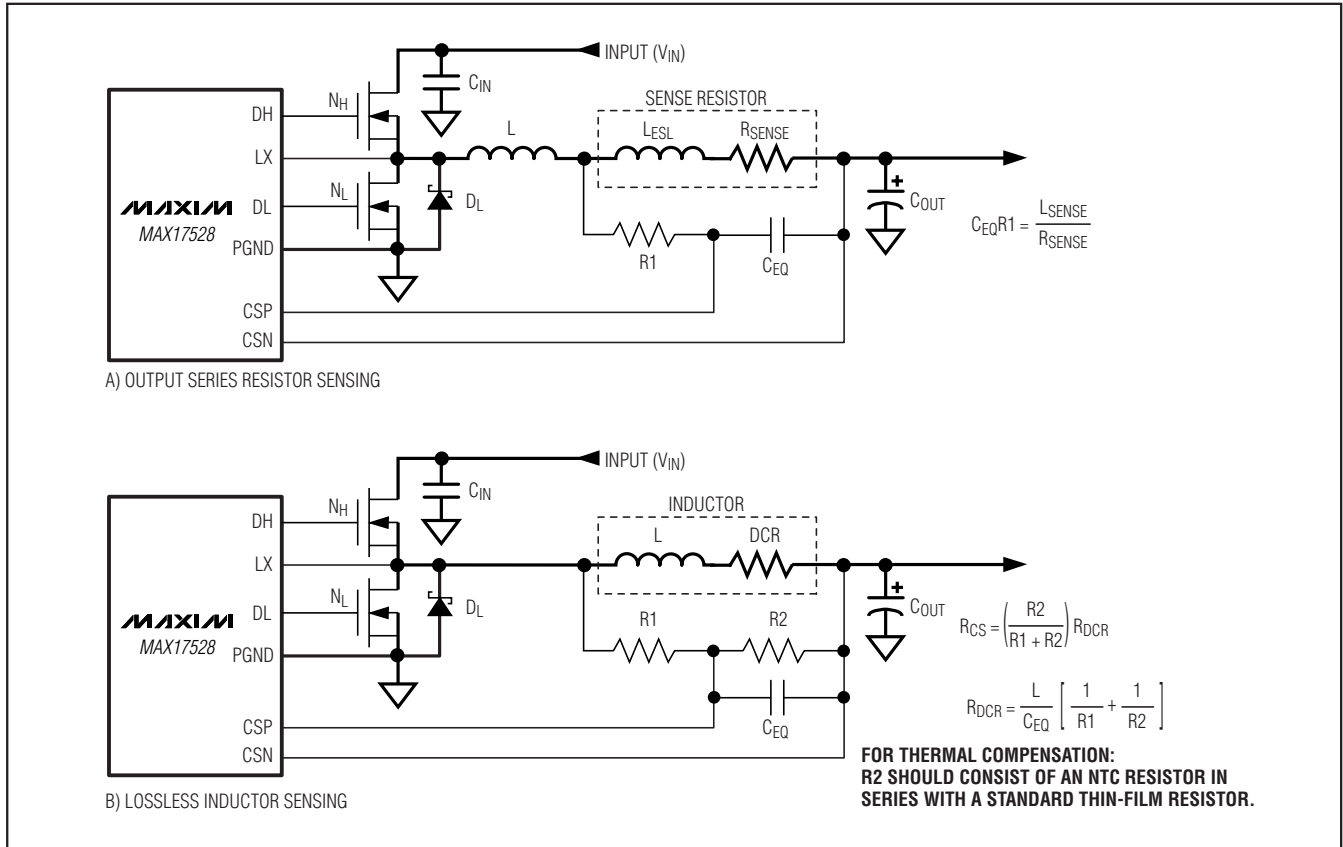 INPUT (VIN)
CIN
NH
DH
SENSE RESISTOR
L
LESL
RSENSE
LX
NL
DL
DL
MAXIM
MAX17528
PGND
COUT
+
CEQR1 = LSENSE / RSENSE
R1
CEQ
CSP
CSN
A) OUTPUT SERIES RESISTOR SENSING
INPUT (VIN)
CIN
NH
DH
INDUCTOR
L
DCR
LX
NL
DL
DL
MAXIM
MAX17528
PGND
R1
R2
COUT
+
RCS = (R2 / R1 + R2) RDCR
CEQ
RDCR = L / CEQ [ 1 / R1 + 1 / R2 ]
CSP
CSN
FOR THERMAL COMPENSATION:
R2 SHOULD CONSIST OF AN NTC RESISTOR IN
SERIES WITH A STANDARD THIN-FILM RESISTOR.
B) LOSSLESS INDUCTOR SENSING